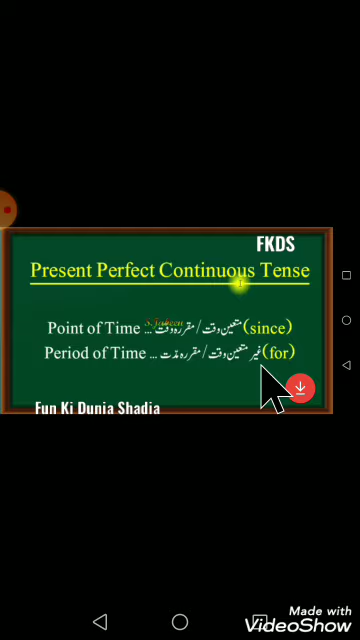 FKDS
Present Perfect Continuous Tense
Point of Time ... متعین وقت / مقررہ وقت (since)
S. Jabeen
Period of Time ... غیر متعین وقت / مقررہ مدت (for)
Fun Ki Dunia Shadia
Made with
VideoShow